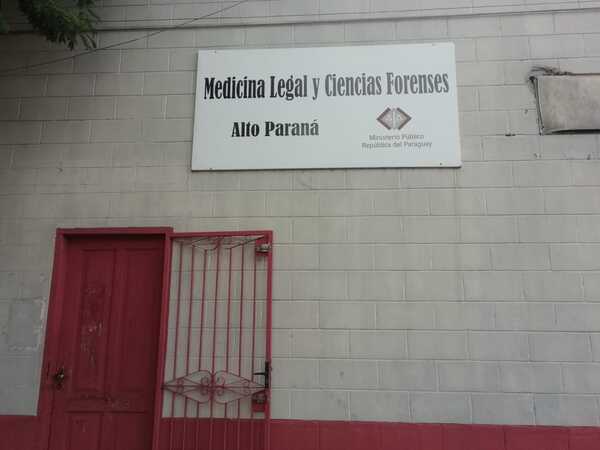 Medicina Legal y Ciencias Forenses
Alto Paraná
Ministerio Público
República del Paraguay